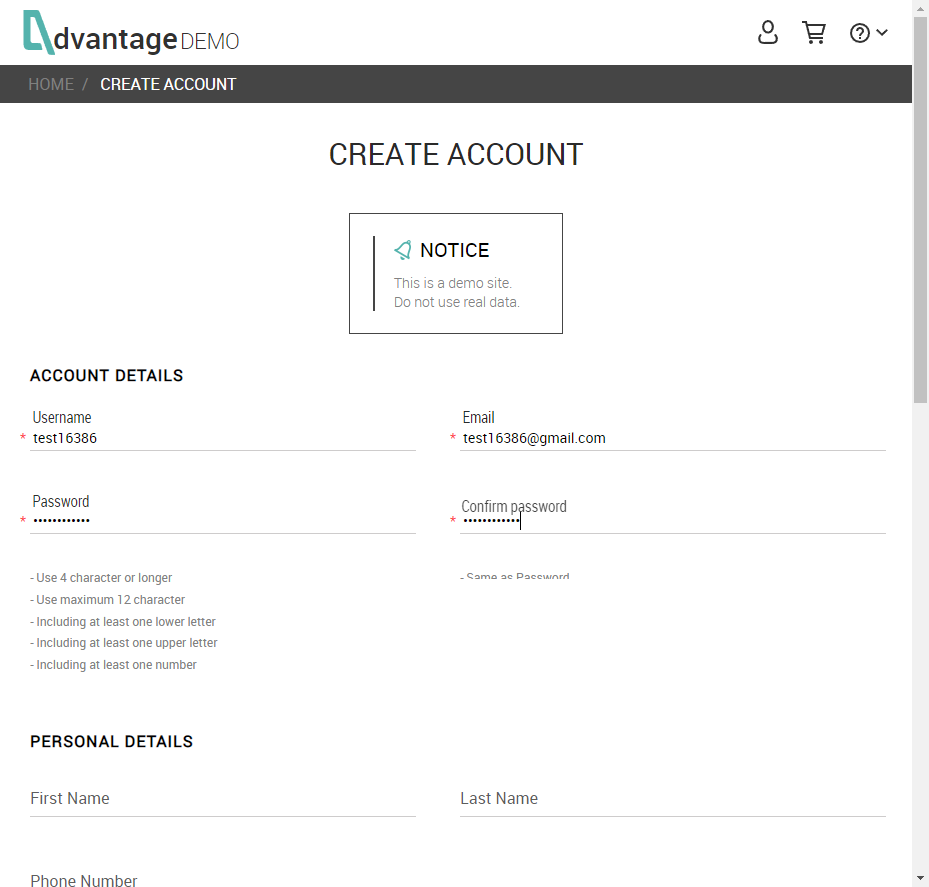 dvantage DEMO
HOME / CREATE ACCOUNT
CREATE ACCOUNT
NOTICE
This is a demo site.
Do not use real data.
ACCOUNT DETAILS
Username
* test16386
Email
* test16386@gmail.com
Password
* ••••••••••••
Confirm password
* ••••••••••••
- Use 4 character or longer
- Use maximum 12 character
- Including at least one lower letter
- Including at least one upper letter
- Including at least one number
- Same as Password
PERSONAL DETAILS
First Name
Last Name
Phone Number